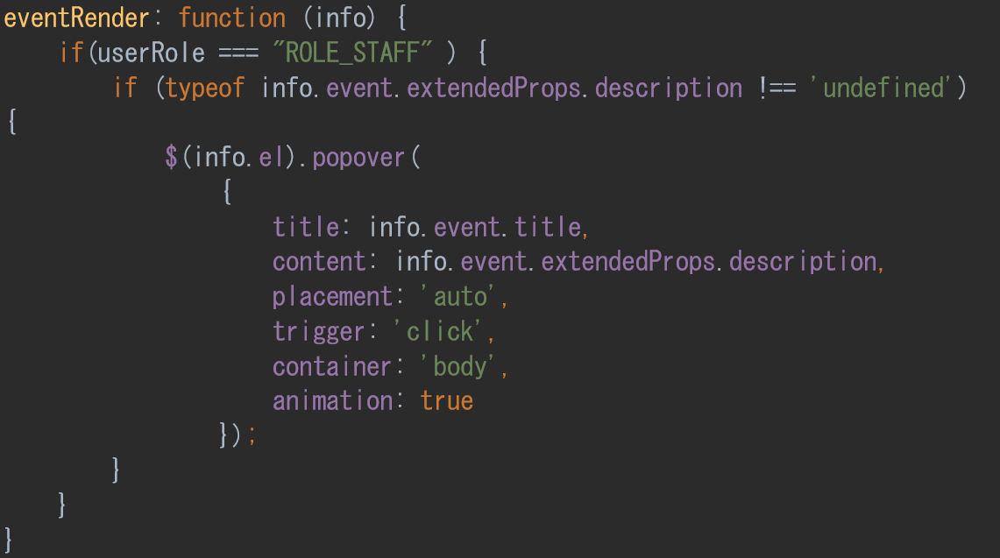 eventRender: function (info) {
    if(userRole === "ROLE_STAFF" ) {
        if (typeof info.event.extendedProps.description !== 'undefined')
{
            $(info.el).popover(
                {
                    title: info.event.title,
                    content: info.event.extendedProps.description,
                    placement: 'auto',
                    trigger: 'click',
                    container: 'body',
                    animation: true
                });
        }
    }
}